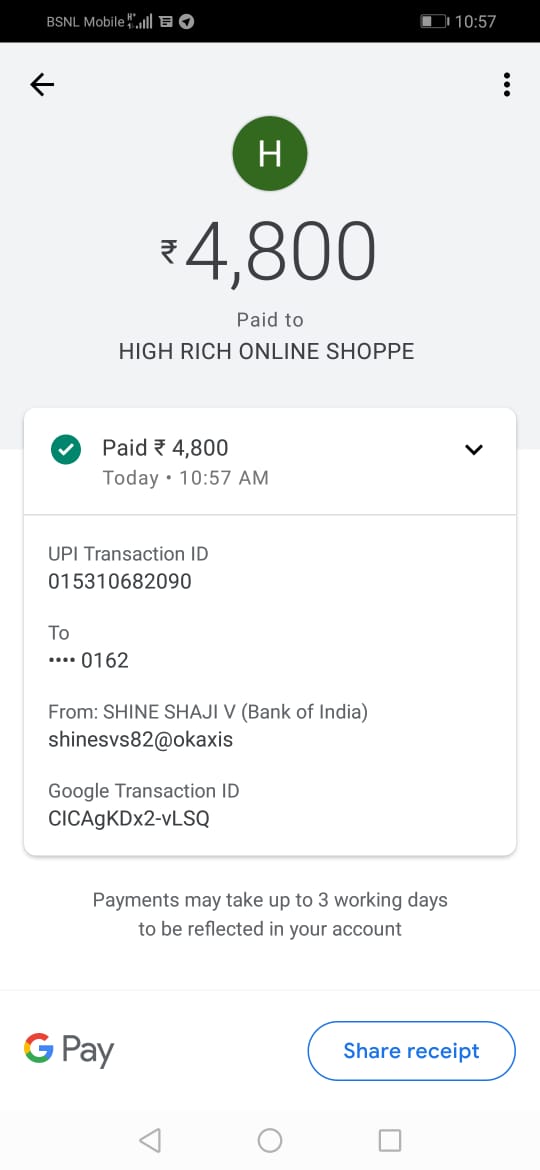 BSNL Mobile 10:57
H
₹4,800
Paid to
HIGH RICH ONLINE SHOPPE
Paid ₹ 4,800
Today • 10:57 AM
UPI Transaction ID
015310682090
To
•••• 0162
From: SHINE SHAJI V (Bank of India)
shinesvs82@okaxis
Google Transaction ID
CICAgKDx2-vLSQ
Payments may take up to 3 working days
to be reflected in your account
G Pay
Share receipt